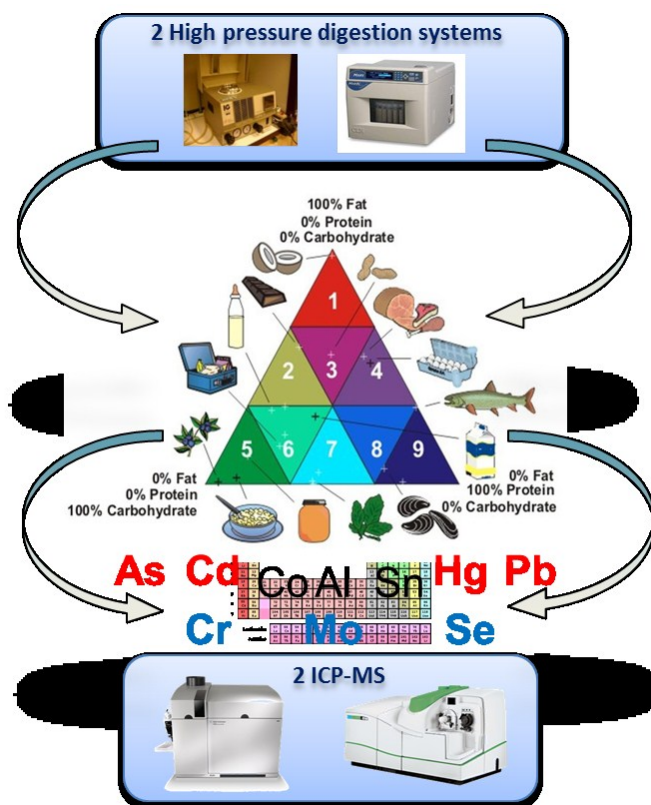 2 High pressure digestion systems
100% Fat
0% Protein
0% Carbohydrate
1
2
3
4
5
6
7
8
9
0% Fat
0% Protein
100% Carbohydrate
0% Fat
100% Protein
0% Carbohydrate
As Cd Co Al Sn Hg Pb
Cr Mo Se
2 ICP-MS